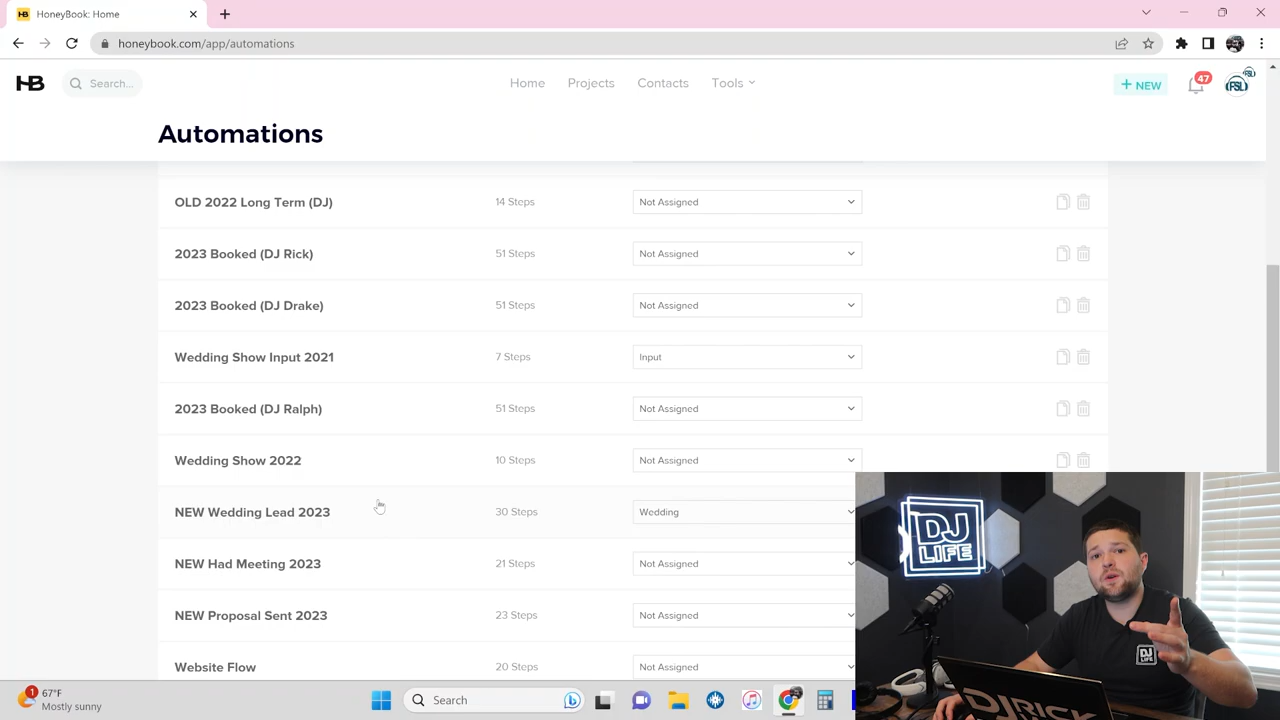 HoneyBook: Home
honeybook.com/app/automations
HB
Search...
Home
Projects
Contacts
Tools
+ NEW
47
Automations
OLD 2022 Long Term (DJ)
14 Steps
Not Assigned
2023 Booked (DJ Rick)
51 Steps
Not Assigned
2023 Booked (DJ Drake)
51 Steps
Not Assigned
Wedding Show Input 2021
7 Steps
Input
2023 Booked (DJ Ralph)
51 Steps
Not Assigned
Wedding Show 2022
10 Steps
Not Assigned
NEW Wedding Lead 2023
30 Steps
Wedding
NEW Had Meeting 2023
21 Steps
Not Assigned
NEW Proposal Sent 2023
23 Steps
Not Assigned
Website Flow
20 Steps
Not Assigned
DJ
LIFE
DJ
LIFE
DJ RICK
1
67°F
Mostly sunny
Search